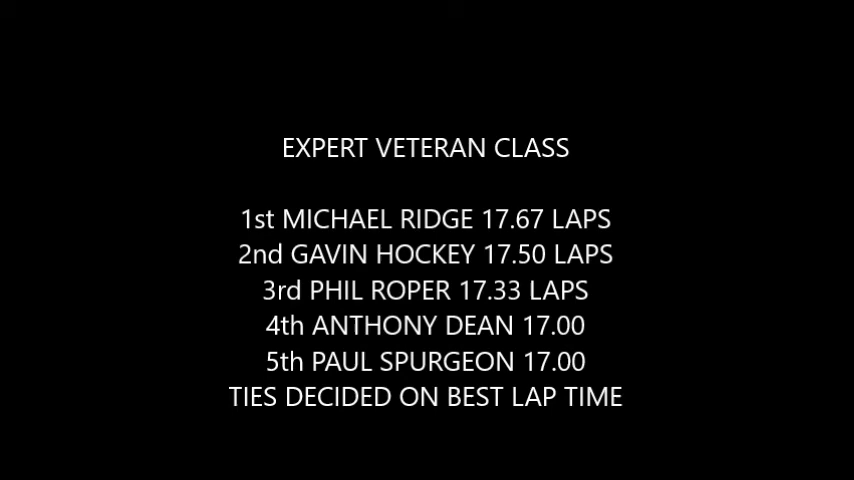 EXPERT VETERAN CLASS
1st MICHAEL RIDGE 17.67 LAPS
2nd GAVIN HOCKEY 17.50 LAPS
3rd PHIL ROPER 17.33 LAPS
4th ANTHONY DEAN 17.00
5th PAUL SPURGEON 17.00
TIES DECIDED ON BEST LAP TIME